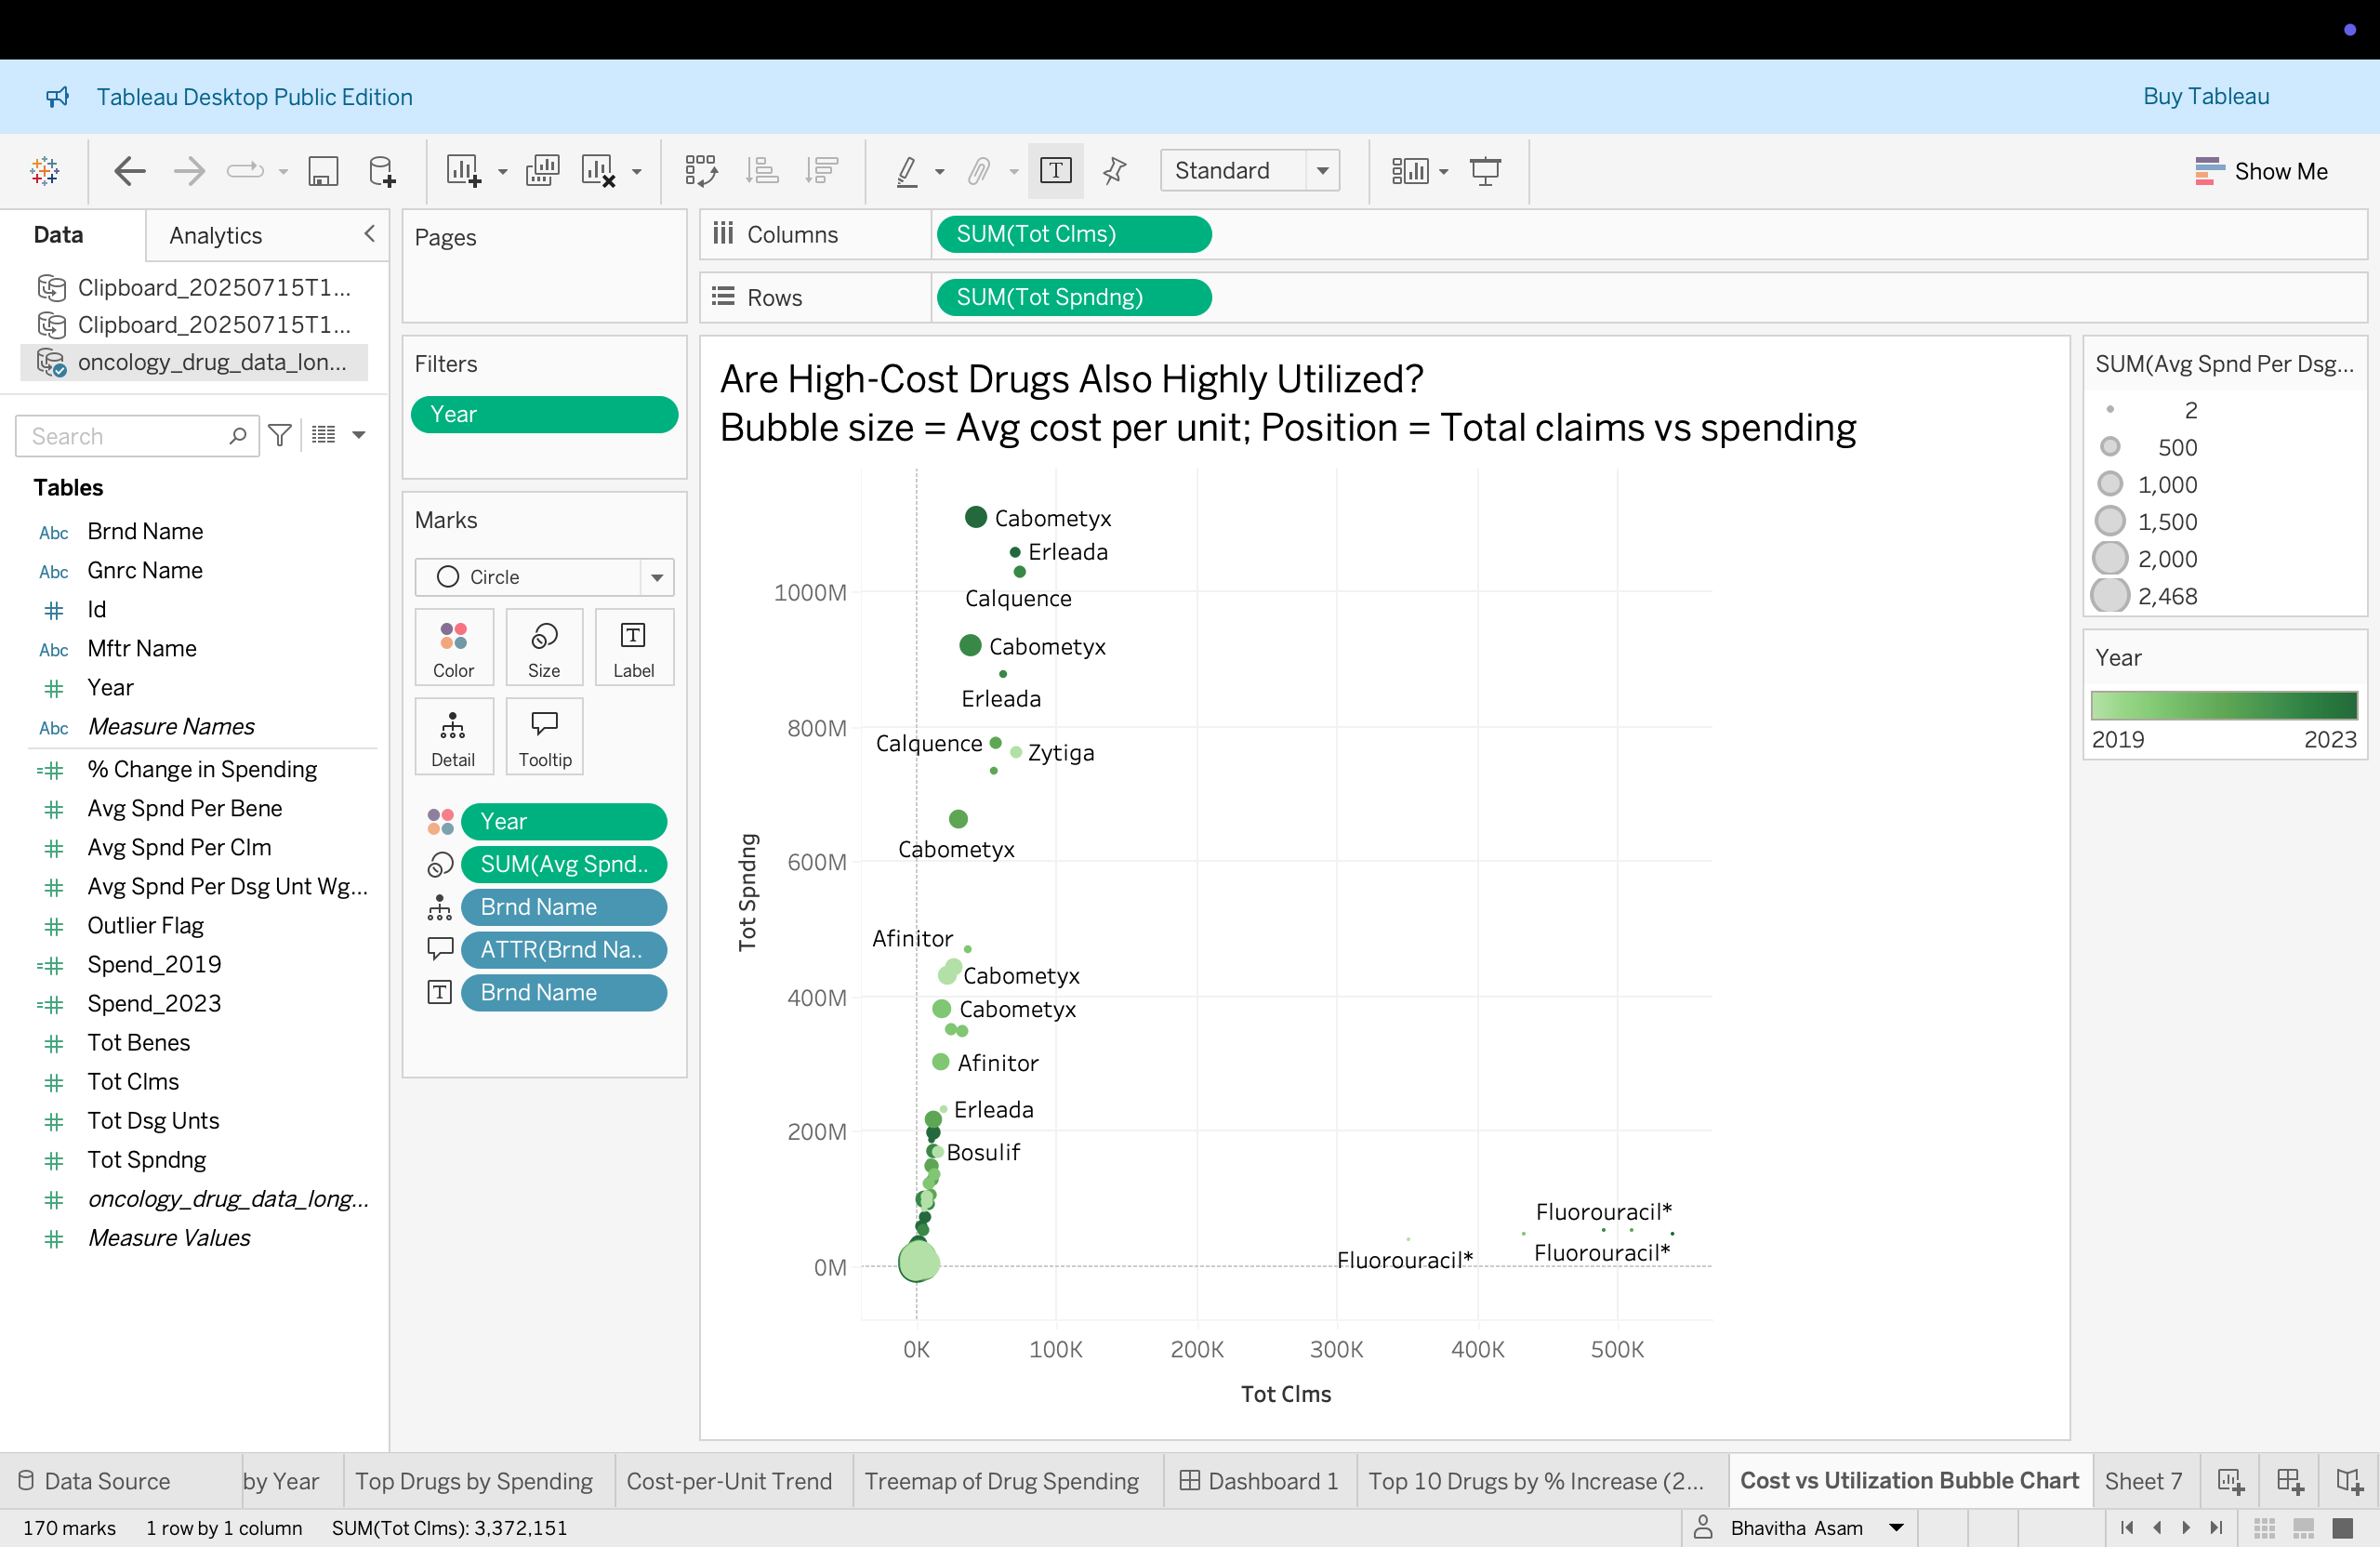 Tableau Desktop Public Edition
Buy Tableau
Standard
Show Me
Data
Analytics
Clipboard_20250715T1...
Clipboard_20250715T1...
oncology_drug_data_lon...
Search
Tables
Abc Brnd Name
Abc Gnrc Name
Id
Abc Mftr Name
Year
Abc Measure Names
=# % Change in Spending
# Avg Spnd Per Bene
# Avg Spnd Per Clm
# Avg Spnd Per Dsg Unt Wg...
# Outlier Flag
=# Spend_2019
=# Spend_2023
# Tot Benes
# Tot Clms
# Tot Dsg Unts
# Tot Spndng
# oncology_drug_data_long...
# Measure Values
Pages
Filters
Year
Marks
Circle
Color
Size
T
Label
Detail
Tooltip
Year
SUM(Avg Spnd..
Brnd Name
ATTR(Brnd Na..
T Brnd Name
Columns
SUM(Tot Clms)
Rows
SUM(Tot Spndng)
Are High-Cost Drugs Also Highly Utilized?
Bubble size = Avg cost per unit; Position = Total claims vs spending
Tot Spndng
1000M
800M
600M
400M
200M
0M
Cabometyx
Erleada
Calquence
Cabometyx
Erleada
Calquence
Zytiga
Cabometyx
Afinitor
Cabometyx
Cabometyx
Afinitor
Erleada
Bosulif
Fluorouracil*
Fluorouracil*
Fluorouracil*
0K 100K 200K 300K 400K 500K
Tot Clms
SUM(Avg Spnd Per Dsg...
2
500
1,000
1,500
2,000
2,468
Year
2019 2023
Data Source
by Year
Top Drugs by Spending
Cost-per-Unit Trend
Treemap of Drug Spending
Dashboard 1
Top 10 Drugs by % Increase (2...
Cost vs Utilization Bubble Chart
Sheet 7
170 marks 1 row by 1 column SUM(Tot Clms): 3,372,151
Bhavitha Asam